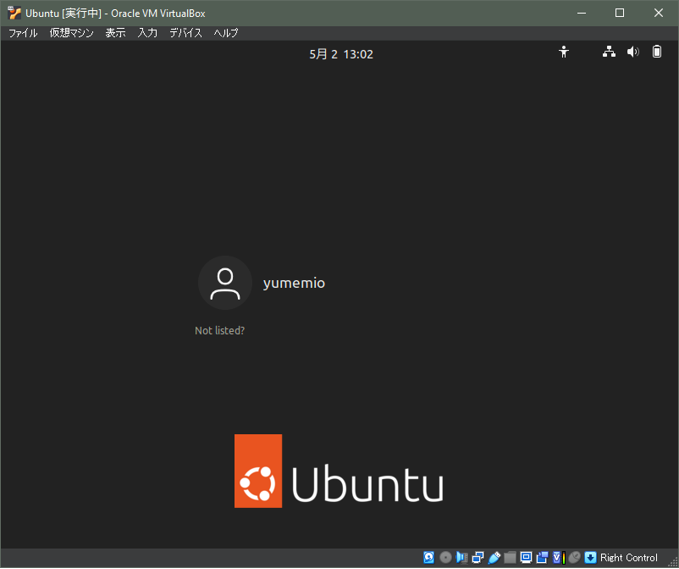 Ubuntu [実行中] - Oracle VM VirtualBox
ファイル 仮想マシン 表示 入力 デバイス ヘルプ
5月 2 13:02
yumemio
Not listed?
Ubuntu
Right Control